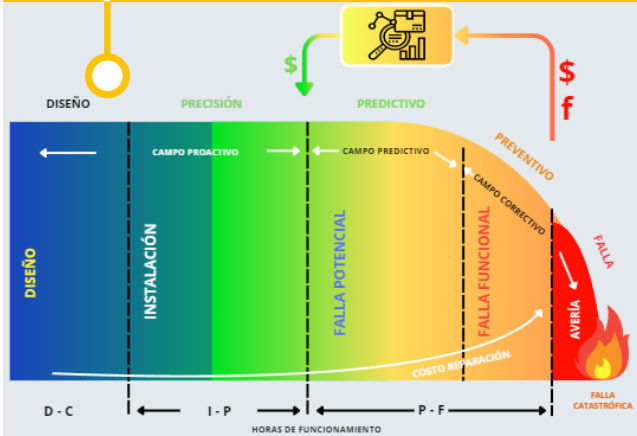 $
$
f
DISEÑO
PRECISIÓN
PREDICTIVO
PREVENTIVO
CAMPO PROACTIVO
CAMPO PREDICTIVO
CAMPO CORRECTIVO
FALLA
DISEÑO
INSTALACIÓN
FALLA POTENCIAL
FALLA FUNCIONAL
AVERÍA
COSTO REPARACIÓN
FALLA
CATASTRÓFICA
D - C
I - P
P - F
HORAS DE FUNCIONAMIENTO